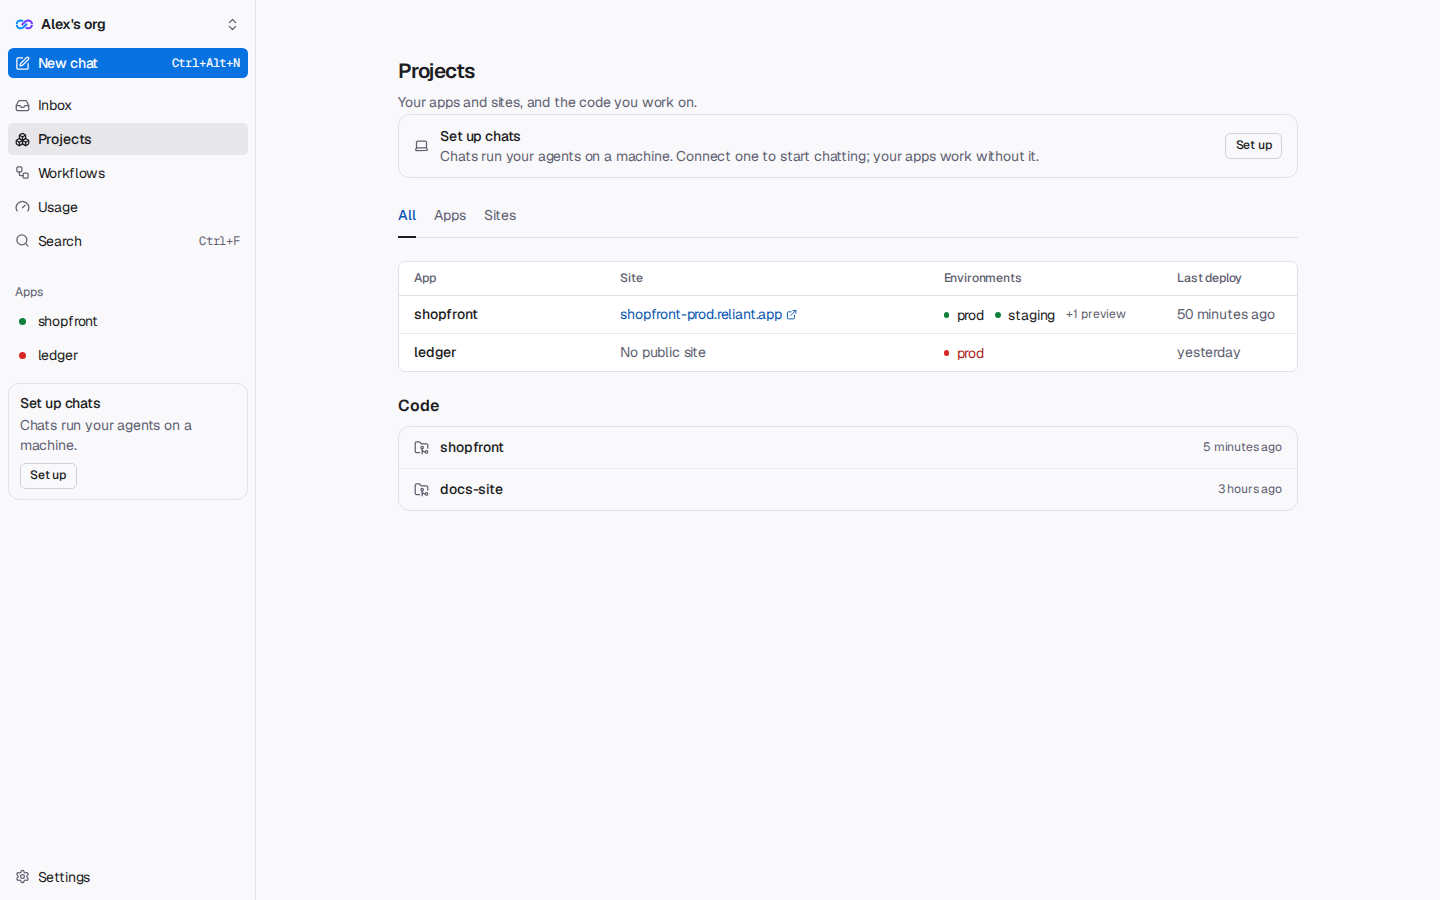 Alex's org
New chat Ctrl+Alt+N
Inbox
Projects
Workflows
Usage
Search Ctrl+F
Apps
shopfront
ledger
Set up chats
Chats run your agents on a
machine.
Set up
Settings
Projects
Your apps and sites, and the code you work on.
Set up chats
Chats run your agents on a machine. Connect one to start chatting; your apps work without it.
Set up
All Apps Sites
App Site Environments Last deploy
shopfront shopfront-prod.reliant.app prod staging +1 preview 50 minutes ago
ledger No public site prod yesterday
Code
shopfront 5 minutes ago
docs-site 3 hours ago